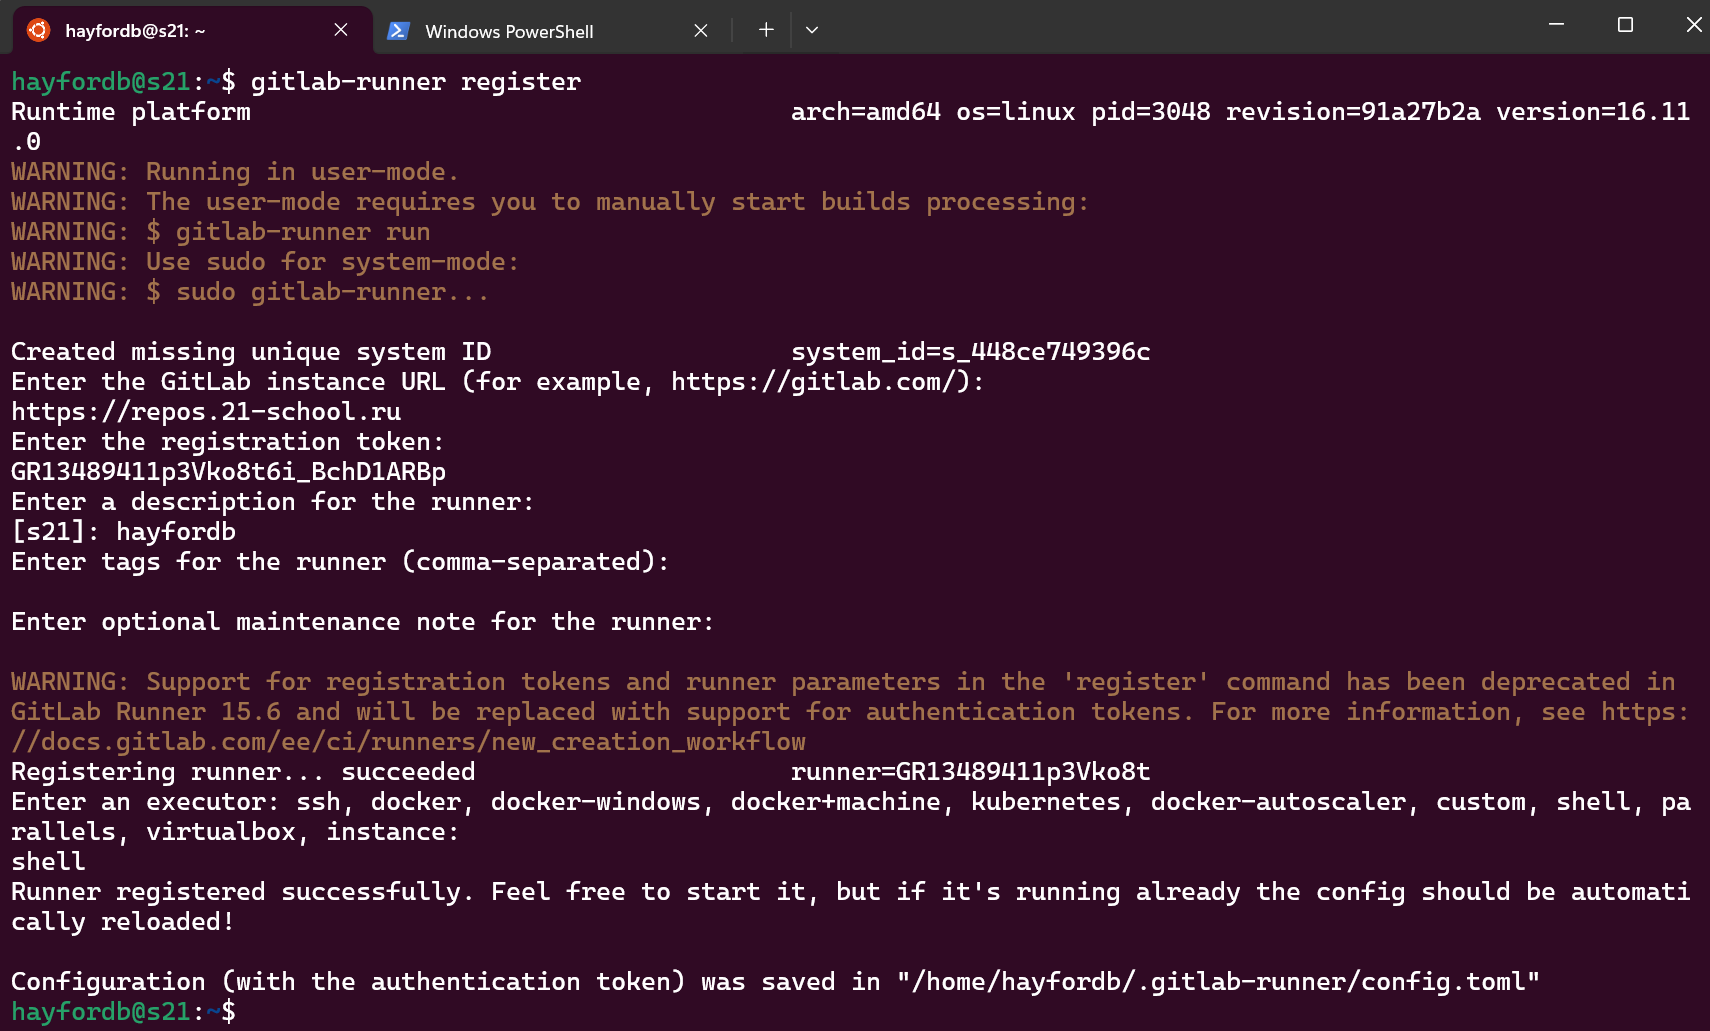 hayfordb@s21: ~ Windows PowerShell
hayfordb@s21:~$ gitlab-runner register
Runtime platform                                    arch=amd64 os=linux pid=3048 revision=91a27b2a version=16.11
.0
WARNING: Running in user-mode.
WARNING: The user-mode requires you to manually start builds processing:
WARNING: $ gitlab-runner run
WARNING: Use sudo for system-mode:
WARNING: $ sudo gitlab-runner...
Created missing unique system ID                    system_id=s_448ce749396c
Enter the GitLab instance URL (for example, https://gitlab.com/):
https://repos.21-school.ru
Enter the registration token:
GR13489411p3Vko8t6i_BchD1ARBp
Enter a description for the runner:
[s21]: hayfordb
Enter tags for the runner (comma-separated):
Enter optional maintenance note for the runner:
WARNING: Support for registration tokens and runner parameters in the 'register' command has been deprecated in
GitLab Runner 15.6 and will be replaced with support for authentication tokens. For more information, see https:
//docs.gitlab.com/ee/ci/runners/new_creation_workflow
Registering runner... succeeded                     runner=GR13489411p3Vko8t
Enter an executor: ssh, docker, docker-windows, docker+machine, kubernetes, docker-autoscaler, custom, shell, pa
rallels, virtualbox, instance:
shell
Runner registered successfully. Feel free to start it, but if it's running already the config should be automati
cally reloaded!
Configuration (with the authentication token) was saved in "/home/hayfordb/.gitlab-runner/config.toml"
hayfordb@s21:~$